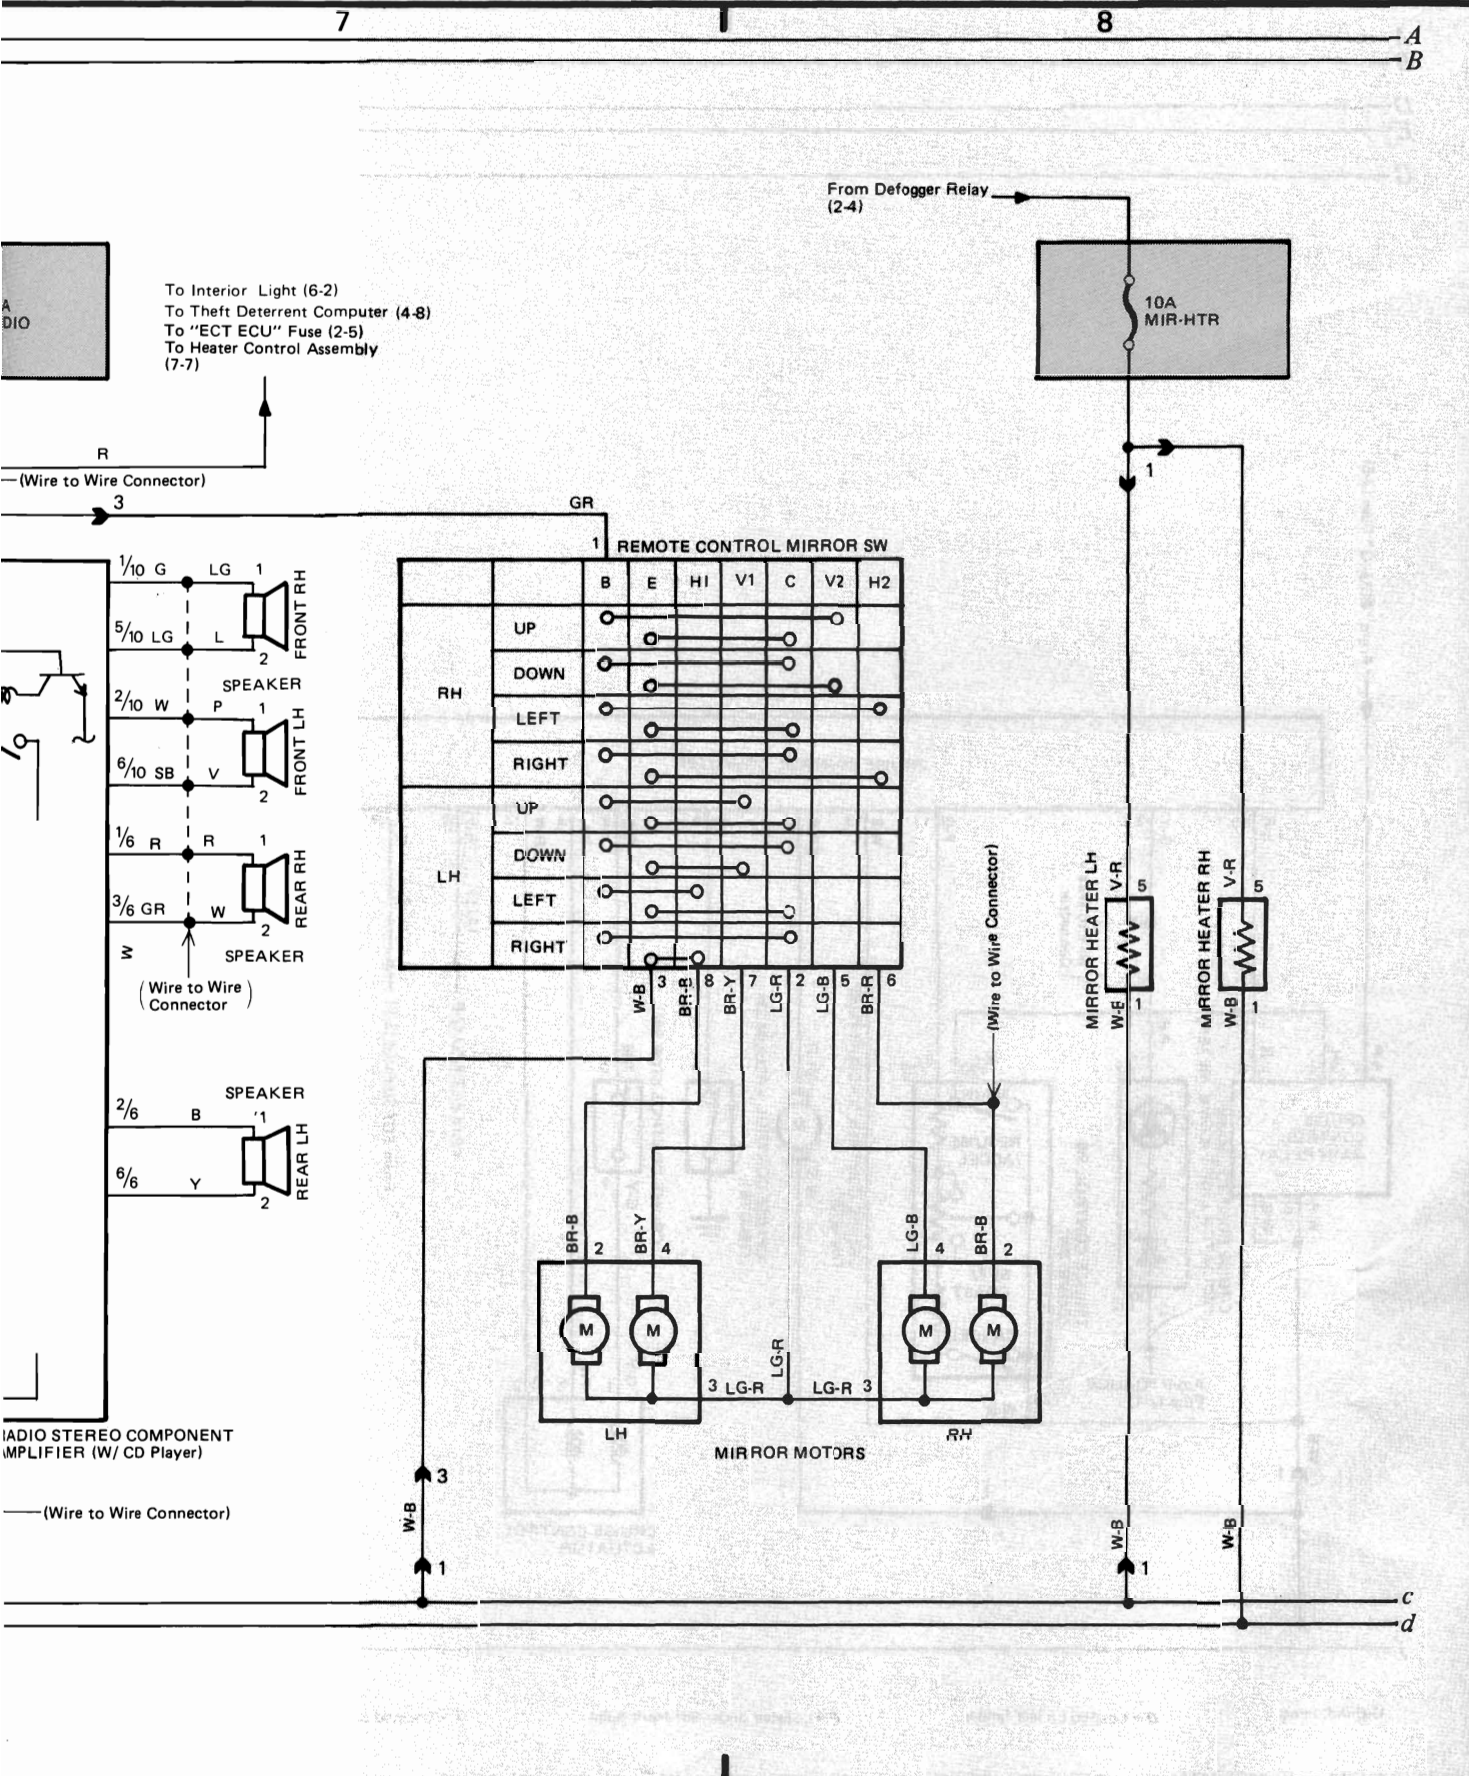 7
8
A
B
From Defogger Relay
(2-4)
10A
MIR-HTR
A
DIO
To Interior Light (6-2)
To Theft Deterrent Computer (4-8)
To "ECT ECU" Fuse (2-5)
To Heater Control Assembly
(7-7)
R
(Wire to Wire Connector)
3
GR
1
1
REMOTE CONTROL MIRROR SW
B E H1 V1 C V2 H2
RH
UP
DOWN
LEFT
RIGHT
LH
UP
DOWN
LEFT
RIGHT
1/10 G LG 1
5/10 LG L 2
FRONT RH
SPEAKER
2/10 W P 1
6/10 SB V 2
FRONT LH
1/6 R R 1
3/6 GR W 2
REAR RH
W
SPEAKER
(Wire to Wire
Connector)
SPEAKER
2/6 B 1
6/6 Y 2
REAR LH
W-B 3
BR-B 8
BR-Y 7
LG-R 2
LG-B 5
BR-R 6
(Wire to Wire Connector)
MIRROR HEATER LH
V-R 5
W-B 1
MIRROR HEATER RH
V-R 5
W-B 1
BR-B 2
BR-Y 4
LG-B 4
BR-B 2
M M M M
LG-R
3 LG-R LG-R 3
LH
RH
MIRROR MOTORS
RADIO STEREO COMPONENT
AMPLIFIER (W/ CD Player)
(Wire to Wire Connector)
3
W-B
1
W-B
1
W-B
c
d